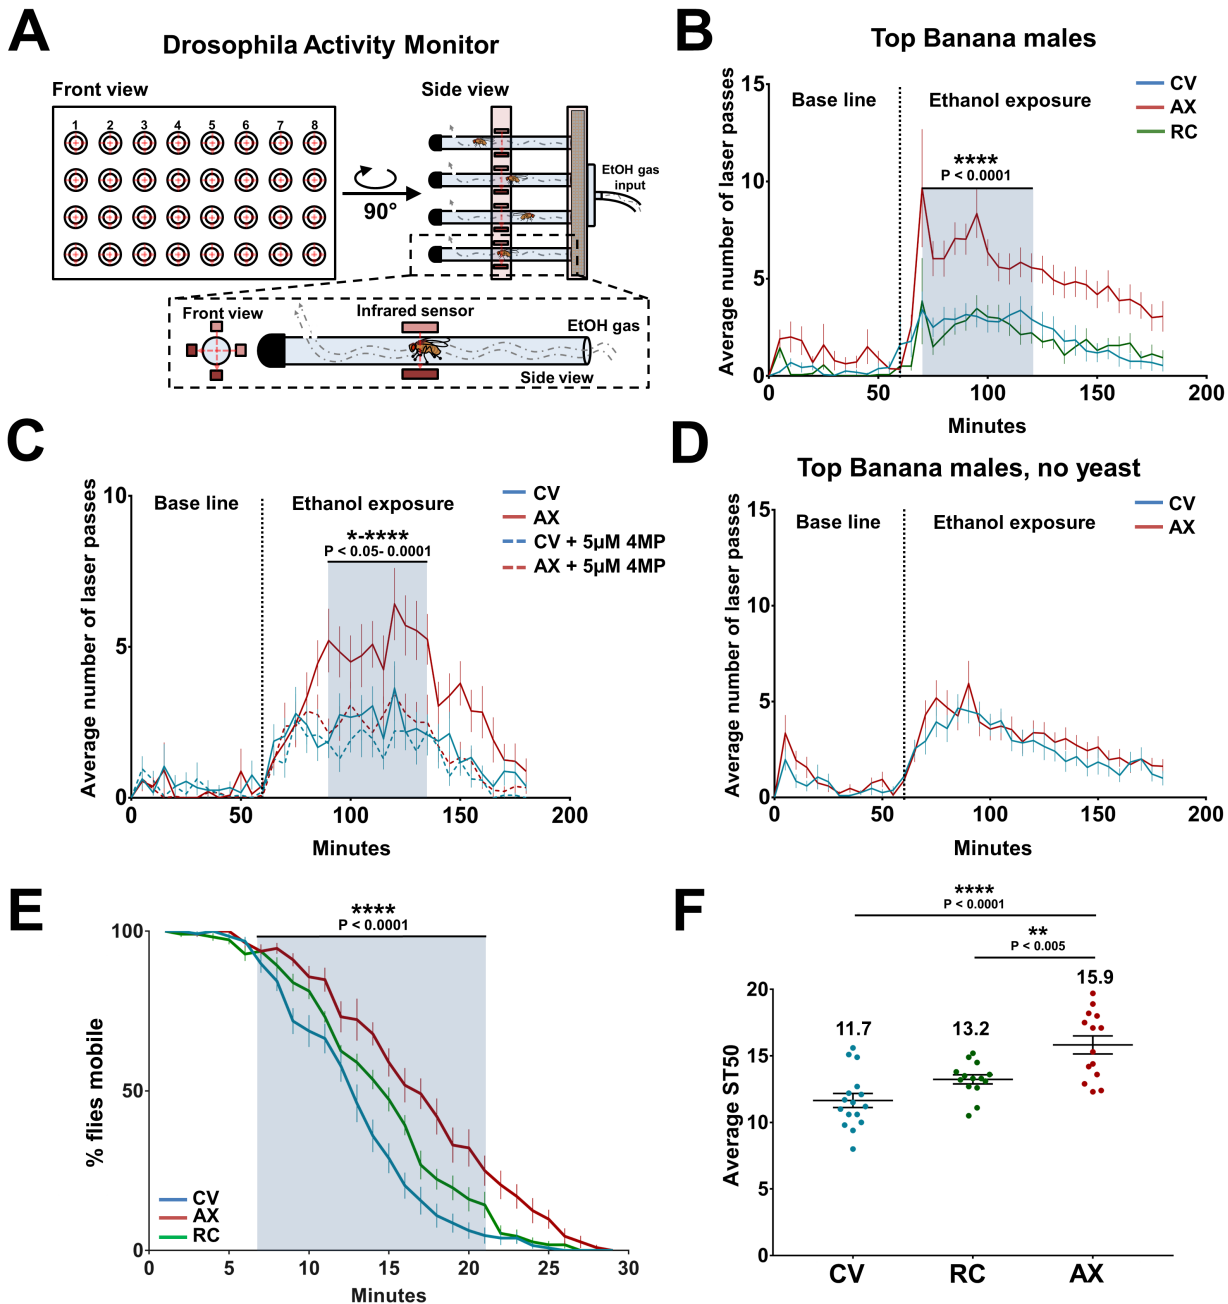 A
Drosophila Activity Monitor
Front view
Side view
1 2 3 4 5 6 7 8
90°
EtOH gas
input
Front view
Infrared sensor
EtOH gas
Side view
B
Top Banana males
Average number of laser passes
15
10
5
0
Base line
Ethanol exposure
****
P < 0.0001
CV
AX
RC
0 50 100 150 200
Minutes
C
Average number of laser passes
10
5
0
Base line
Ethanol exposure
*-****
P < 0.05- 0.0001
CV
AX
CV + 5µM 4MP
AX + 5µM 4MP
0 50 100 150 200
Minutes
D
Top Banana males, no yeast
Average number of laser passes
15
10
5
0
Base line
Ethanol exposure
CV
AX
0 50 100 150 200
Minutes
E
% flies mobile
100
50
0
****
P < 0.0001
CV
AX
RC
0 5 10 15 20 25 30
Minutes
F
Average ST50
20
15
10
5
0
****
P < 0.0001
**
P < 0.005
11.7
13.2
15.9
CV RC AX